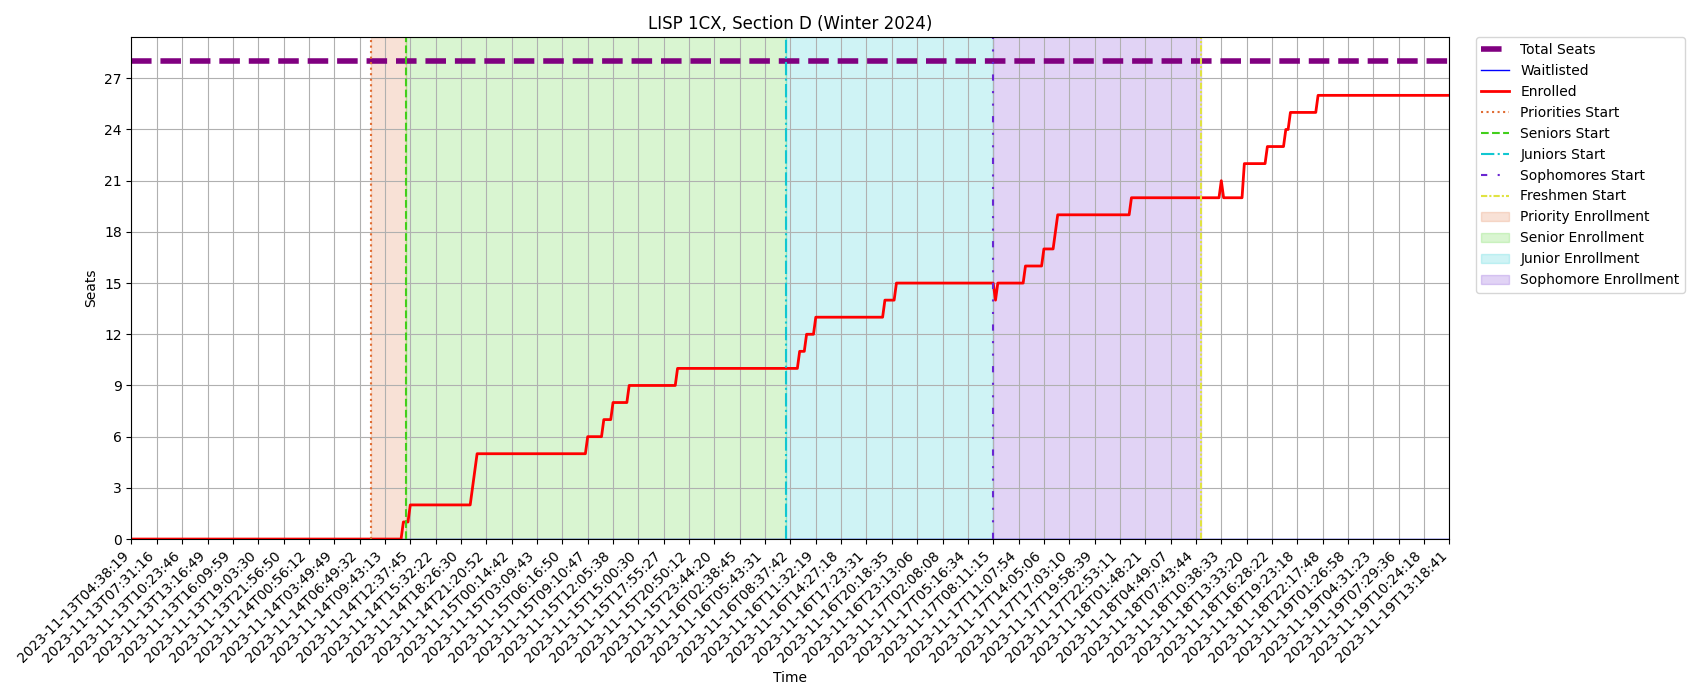 LISP 1CX, Section D (Winter 2024)
Total Seats
Waitlisted
Enrolled
Priorities Start
Seniors Start
Juniors Start
Sophomores Start
Freshmen Start
Priority Enrollment
Senior Enrollment
Junior Enrollment
Sophomore Enrollment
Seats
27
24
21
18
15
12
9
6
3
0
2023-11-13T04:38:19
2023-11-13T07:31:16
2023-11-13T10:23:46
2023-11-13T13:16:49
2023-11-13T16:09:59
2023-11-13T19:03:30
2023-11-13T21:56:50
2023-11-14T00:56:12
2023-11-14T03:49:49
2023-11-14T06:49:32
2023-11-14T09:43:13
2023-11-14T12:37:45
2023-11-14T15:32:22
2023-11-14T18:26:30
2023-11-14T21:20:52
2023-11-15T00:14:42
2023-11-15T03:09:43
2023-11-15T06:16:50
2023-11-15T09:10:47
2023-11-15T12:05:38
2023-11-15T15:00:30
2023-11-15T17:55:27
2023-11-15T20:50:12
2023-11-15T23:44:20
2023-11-16T02:38:45
2023-11-16T05:43:31
2023-11-16T08:37:42
2023-11-16T11:32:19
2023-11-16T14:27:18
2023-11-16T17:23:31
2023-11-16T20:18:35
2023-11-16T23:13:06
2023-11-17T02:08:08
2023-11-17T05:16:34
2023-11-17T08:11:15
2023-11-17T11:07:54
2023-11-17T14:05:06
2023-11-17T17:03:10
2023-11-17T19:58:39
2023-11-17T22:53:11
2023-11-18T01:48:21
2023-11-18T04:49:07
2023-11-18T07:43:44
2023-11-18T10:38:33
2023-11-18T13:33:20
2023-11-18T16:28:22
2023-11-18T19:23:18
2023-11-18T22:17:48
2023-11-19T01:26:58
2023-11-19T04:31:23
2023-11-19T07:29:36
2023-11-19T10:24:18
2023-11-19T13:18:41
Time